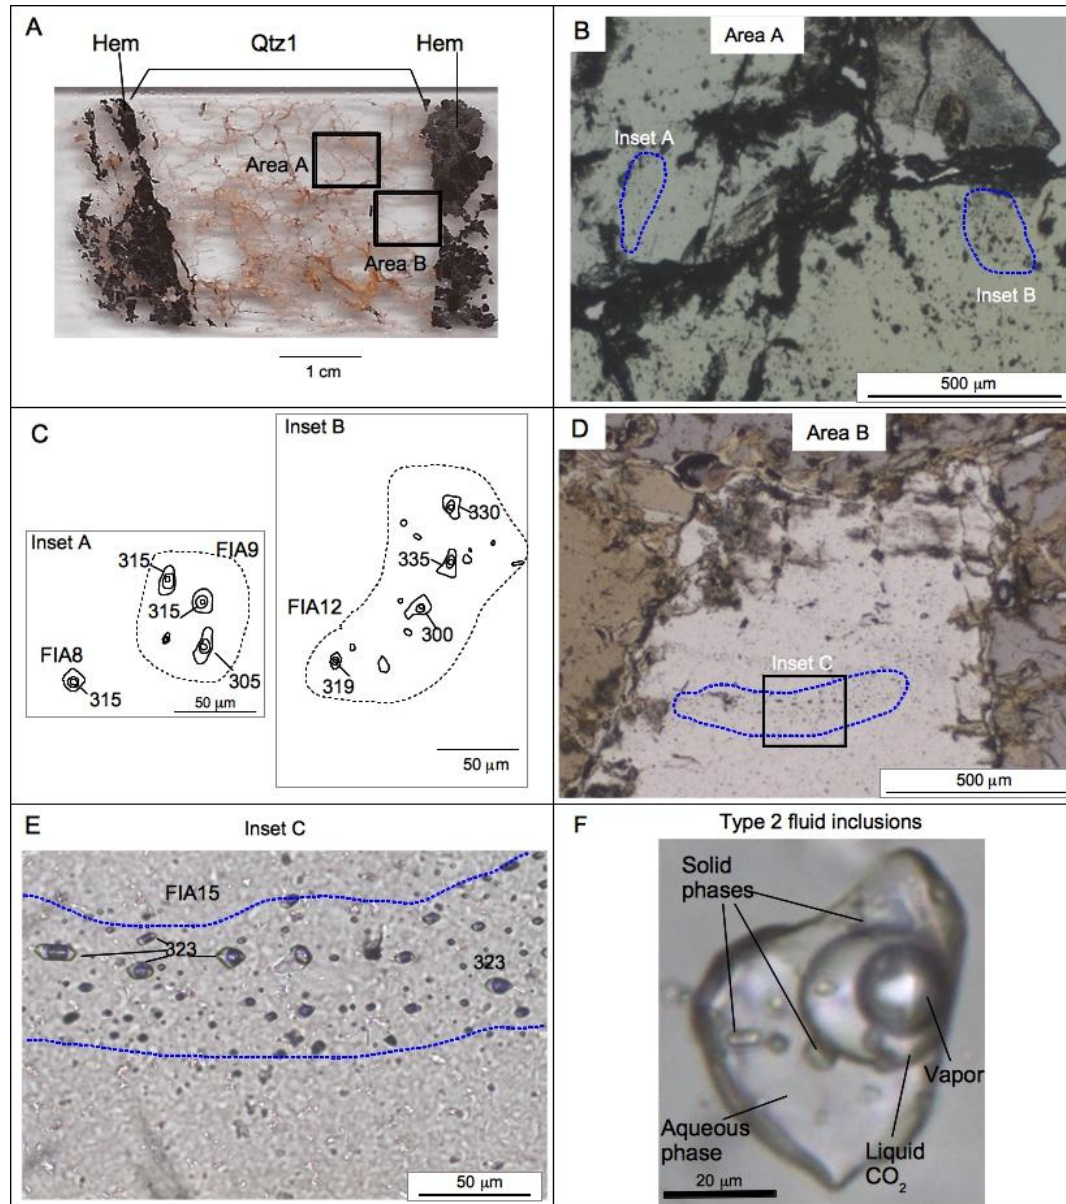 A
Hem
Qtz1
Hem
Area A
Area B
1 cm
B
Area A
Inset A
Inset B
500 μm
C
Inset A
FIA9
315
315
FIA8
315
305
50 μm
Inset B
330
335
FIA12
300
319
50 μm
D
Area B
Inset C
500 μm
E
Inset C
FIA15
323
323
50 μm
F
Type 2 fluid inclusions
Solid
phases
Vapor
Aqueous
phase
Liquid
CO₂
20 μm